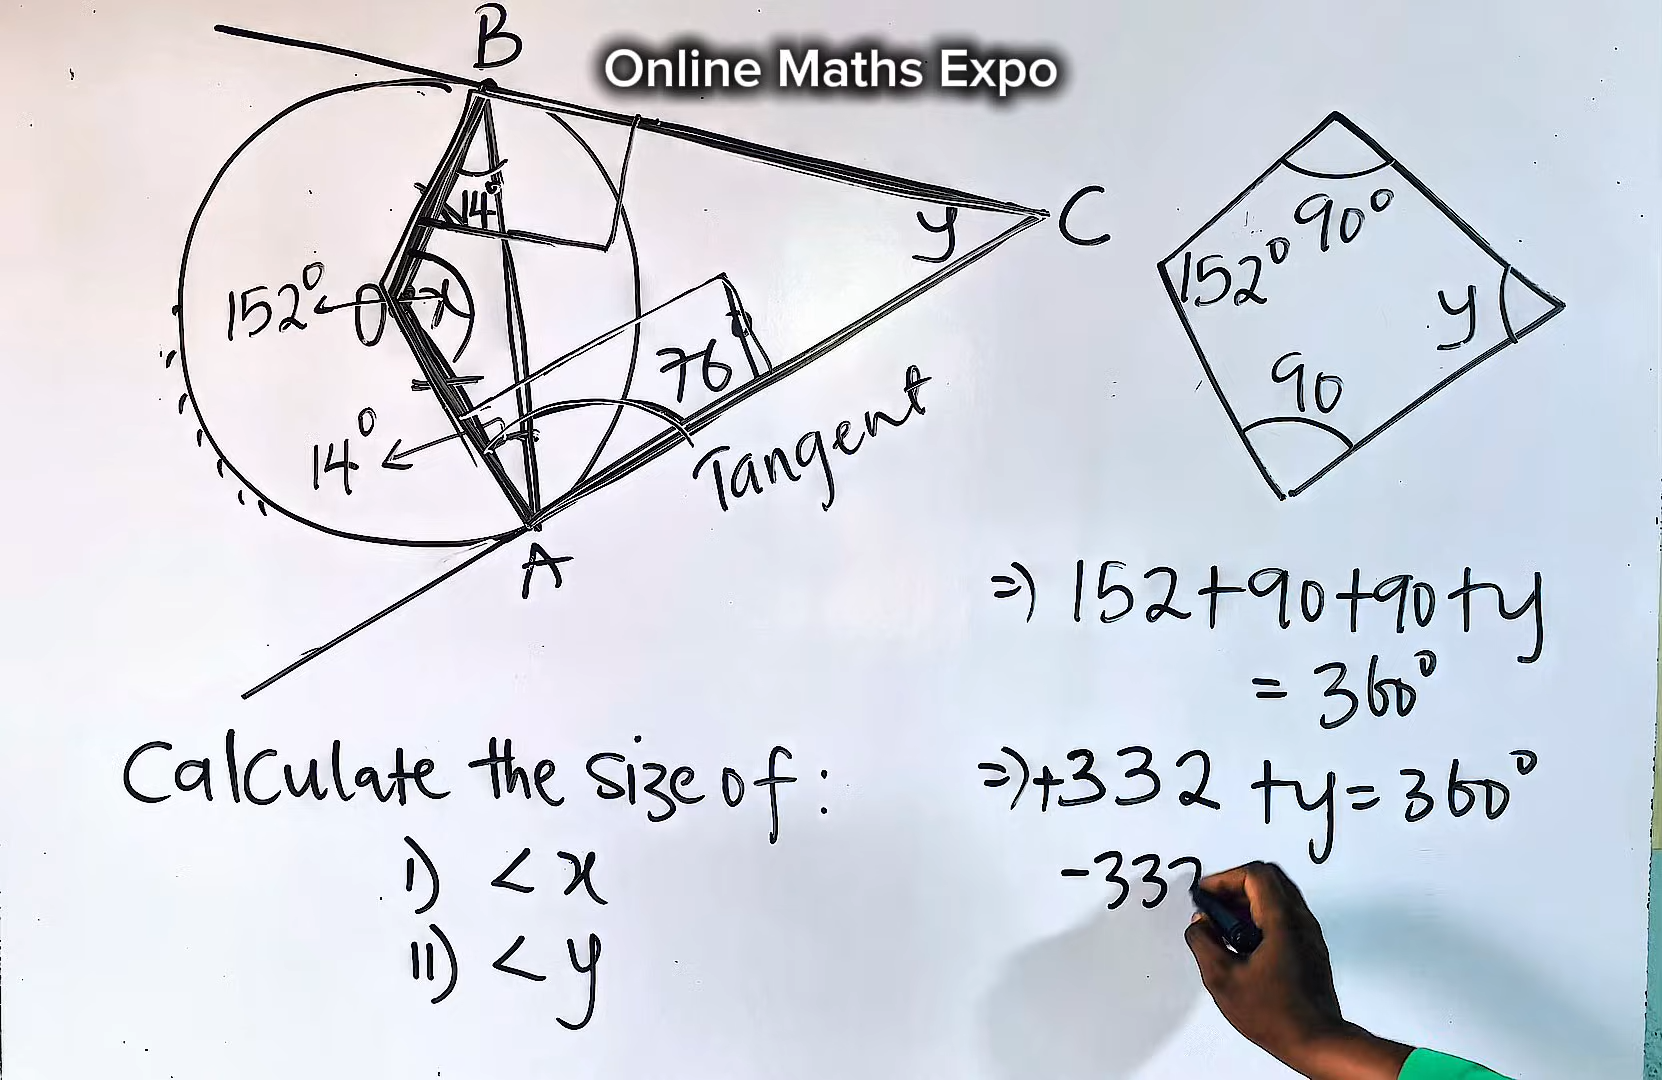 Online Maths Expo
B
C
14°
y
152°
O
x
76
14°
Tangent
A
90°
152°
y
90
⇒) 152+90+90+y
= 360°
⇒)+332 +y=360°
-332
Calculate the size of:
I) < x
II) < y